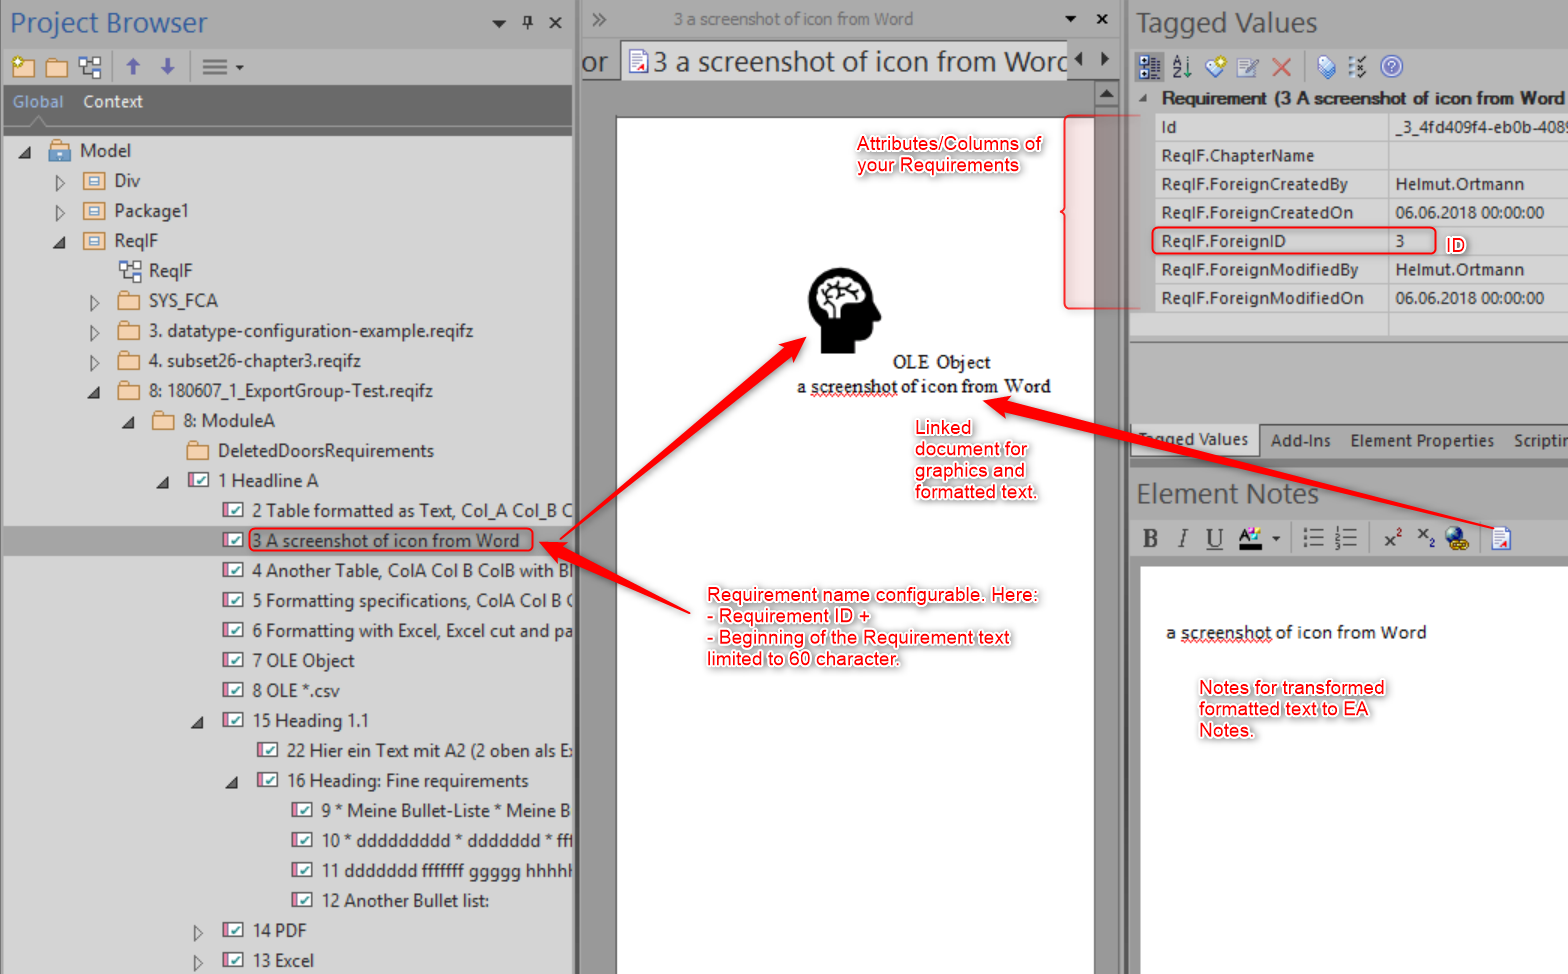 Project Browser
Global Context
Model
Div
Package1
ReqIF
ReqIF
SYS_FCA
3. datatype-configuration-example.reqifz
4. subset26-chapter3.reqifz
8: 180607_1_ExportGroup-Test.reqifz
8: ModuleA
DeletedDoorsRequirements
1 Headline A
2 Table formatted as Text, Col_A Col_B C
3 A screenshot of icon from Word
4 Another Table, ColA Col B ColB with Bl
5 Formatting specifications, ColA Col B C
6 Formatting with Excel, Excel cut and pa
7 OLE Object
8 OLE *.csv
15 Heading 1.1
22 Hier ein Text mit A2 (2 oben als Ex
16 Heading: Fine requirements
9 * Meine Bullet-Liste * Meine B
10 * ddddddddd * ddddddd * fff
11 ddddddd fffffff ggggg hhhhh
12 Another Bullet list:
14 PDF
13 Excel
3 a screenshot of icon from Word
or 3 a screenshot of icon from Word
Attributes/Columns of
your Requirements
OLE Object
a screenshot of icon from Word
Linked
document for
graphics and
formatted text.
Requirement name configurable. Here:
- Requirement ID +
- Beginning of the Requirement text
limited to 60 character.
Tagged Values
Requirement (3 A screenshot of icon from Word
Id _3_4fd409f4-eb0b-4089
ReqIF.ChapterName
ReqIF.ForeignCreatedBy Helmut.Ortmann
ReqIF.ForeignCreatedOn 06.06.2018 00:00:00
ReqIF.ForeignID 3 ID
ReqIF.ForeignModifiedBy Helmut.Ortmann
ReqIF.ForeignModifiedOn 06.06.2018 00:00:00
Tagged Values Add-Ins Element Properties Scriptin
Element Notes
B I U A x² x₂
a screenshot of icon from Word
Notes for transformed
formatted text to EA
Notes.